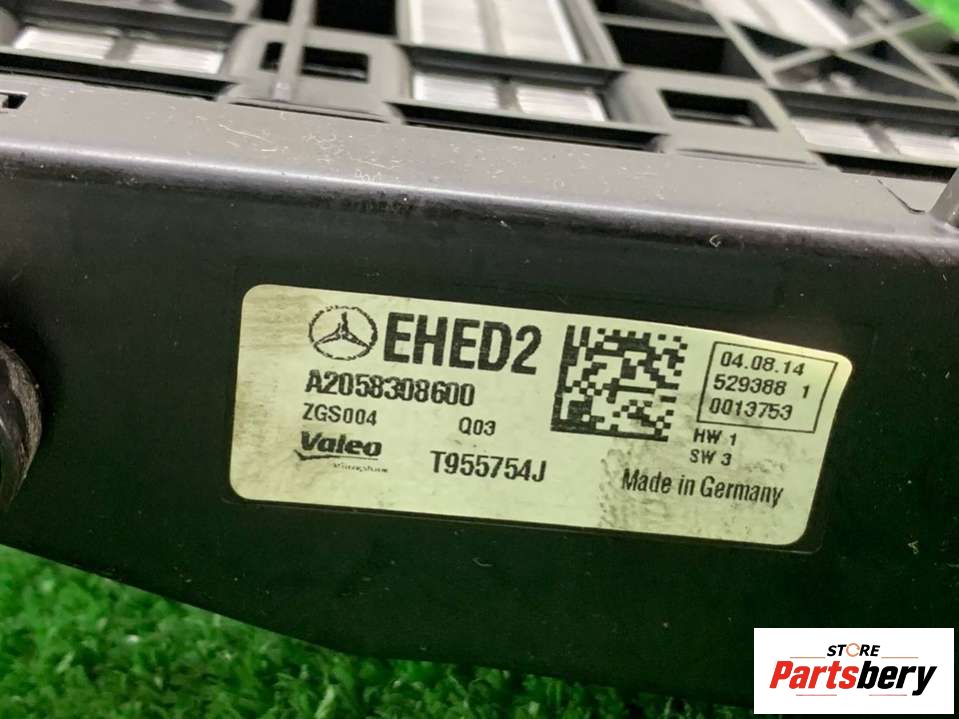 EHED2
A2058308600
ZGS004 Q03
Valeo
T955754J
04.08.14
529388 1
0013753
HW 1
SW 3
Made in Germany
STORE
Partsbery